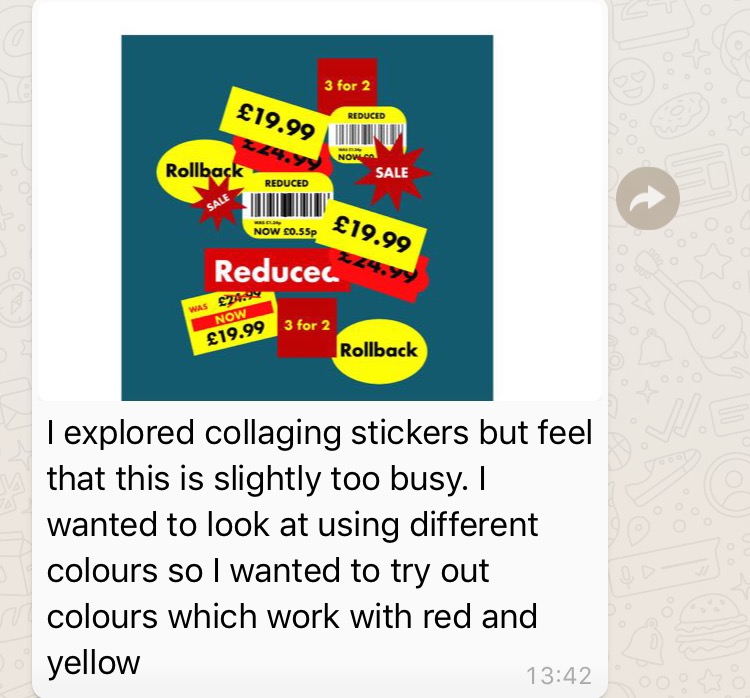 3 for 2
£19.99
REDUCED
£24.99
NOW £0
Rollback
SALE
REDUCED
SALE
NOW £0.55p
£19.99
£24.99
Reduced
WAS £24.99
NOW
£19.99
3 for 2
Rollback
I explored collaging stickers but feel
that this is slightly too busy. I
wanted to look at using different
colours so I wanted to try out
colours which work with red and
yellow
13:42